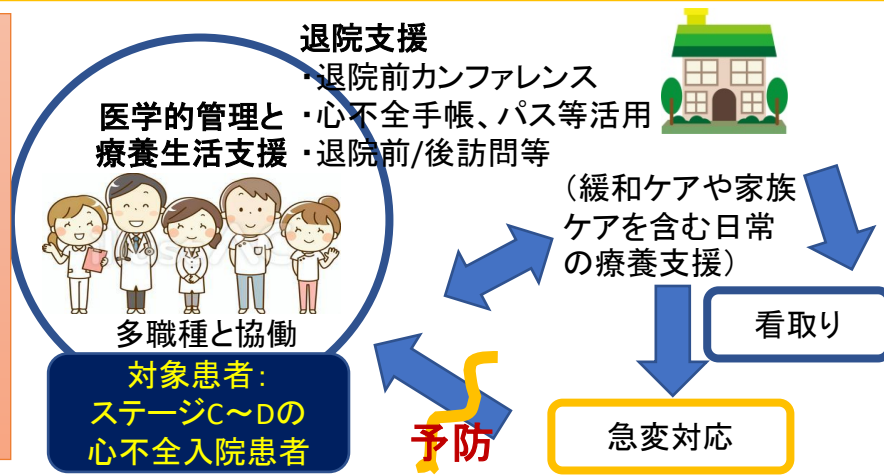 退院支援
・退院前カンファレンス
・心不全手帳、パス等活用
・退院前/後訪問等
医学的管理と
療養生活支援
多職種と協働
対象患者：
ステージC～Dの
心不全入院患者
（緩和ケアや家族
ケアを含む日常
の療養支援）
看取り
予防
急変対応